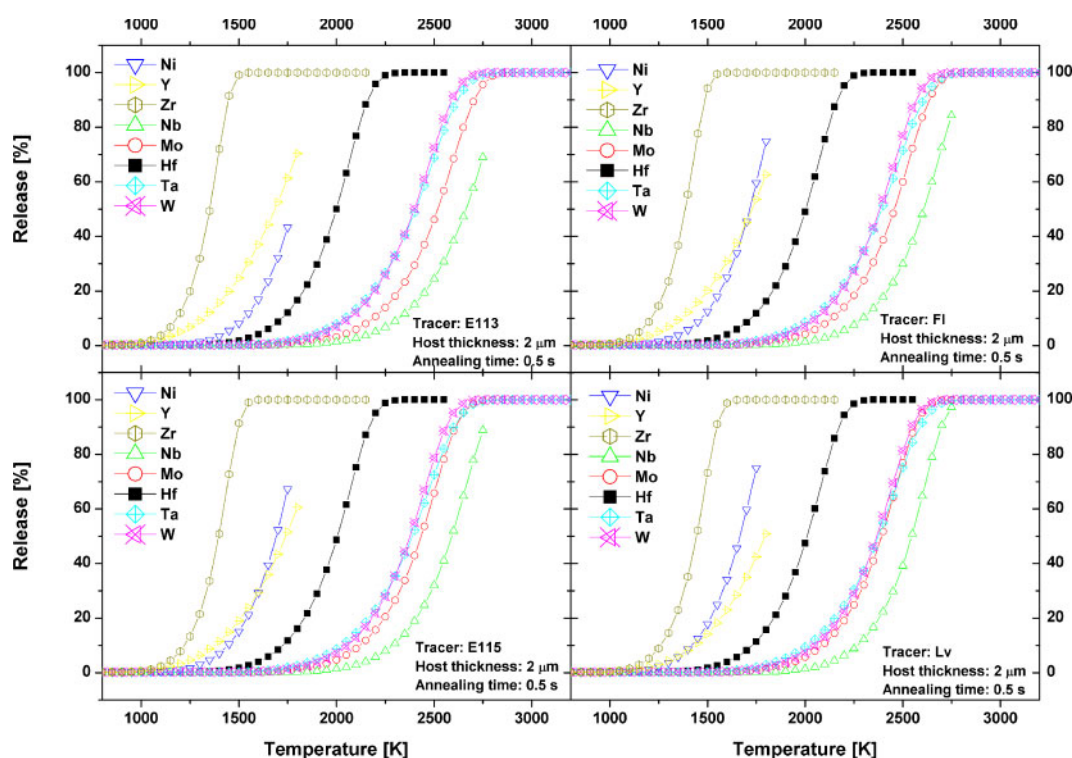 1000 1500 2000 2500 3000 1000 1500 2000 2500 3000
Release [%]
100
80
60
40
20
0
Ni
Y
Zr
Nb
Mo
Hf
Ta
W
Tracer: E113
Host thickness: 2 μm
Annealing time: 0.5 s
Ni
Y
Zr
Nb
Mo
Hf
Ta
W
Tracer: Fl
Host thickness: 2 μm
Annealing time: 0.5 s
100
80
60
40
20
0
Release [%]
100
80
60
40
20
0
Ni
Y
Zr
Nb
Mo
Hf
Ta
W
Tracer: E115
Host thickness: 2 μm
Annealing time: 0.5 s
Ni
Y
Zr
Nb
Mo
Hf
Ta
W
Tracer: Lv
Host thickness: 2 μm
Annealing time: 0.5 s
100
80
60
40
20
0
1000 1500 2000 2500 3000 1000 1500 2000 2500 3000
Temperature [K] Temperature [K]